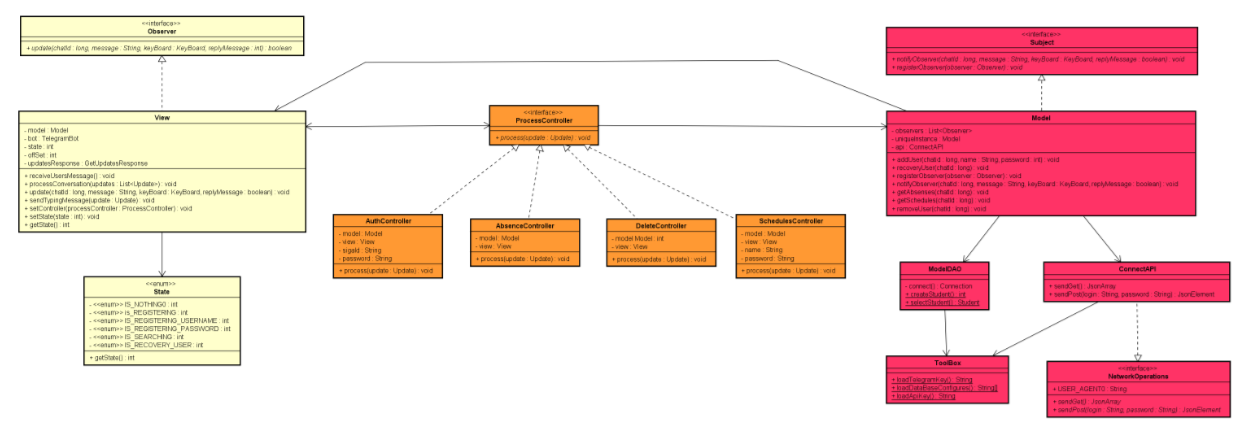 <<interface>>
Observer
+ update(chatId : long, message : String, keyBoard : KeyBoard, replyMessage : int) : boolean
<<interface>>
Subject
+ notifyObserver(chatId : long, message : String, keyBoard : KeyBoard, replyMessage : boolean) : void
+ registerObserver(observer : Observer) : void
View
- model : Model
- bot : TelegramBot
- state : int
- offSet : int
- updatesResponse : GetUpdatesResponse
+ receiveUsersMessage() : void
+ processConversation(updates : List<Update>) : void
+ update(chatId : long, message : String, keyBoard : KeyBoard, replyMessage : boolean) : void
+ sendTypingMessage(update : Update) : void
+ setController(processController : ProcessController) : void
+ setState(state : int) : void
+ getState() : int
<<interface>>
ProcessController
+ process(update : Update) : void
Model
- observers : List<Observer>
- uniqueInstance : Model
- api : ConnectAPI
+ addUser(chatId : long, name : String, password : int) : void
+ recoveryUser(chatId : long) : void
+ registerObserver(observer : Observer) : void
+ notifyObserver(chatId : long, message : String, keyBoard : KeyBoard, replyMessage : boolean) : void
+ getAbsenses(chatId : long) : void
+ getSchedules(chatId : long) : void
+ removeUser(chatId : long) : void
AuthController
- model : Model
- view : View
- sigaId : String
- password : String
+ process(update : Update) : void
AbsenceController
- model : Model
- view : View
+ process(update : Update) : void
DeleteController
- model Model : int
- view : View
+ process(update : Update) : void
SchedulesController
- model : Model
- view : View
- name : String
- password : String
+ process(update : Update) : void
<<enum>>
State
- <<enum>> IS_NOTHING0 : int
- <<enum>> is_REGISTERING : int
- <<enum>> IS_REGISTERING_USERNAME : int
- <<enum>> IS_REGISTERING_PASSWORD : int
- <<enum>> IS_SEARCHING : int
- <<enum>> IS_RECOVERY_USER : int
+ getState() : int
ModelDAO
- connect() : Connection
+ createStudent() : int
+ selectStudent() : Student
ConnectAPI
+ sendGet() : JsonArray
+ sendPost(login : String, password : String) : JsonElement
ToolBox
+ loadTelegramKey() : String
+ loadDataBaseConfigures() : String[]
+ loadApiKey() : String
<<interface>>
NetworkOperations
+ USER_AGENT0 : String
+ sendGet() : JsonArray
+ sendPost(login : String, password : String) : JsonElement